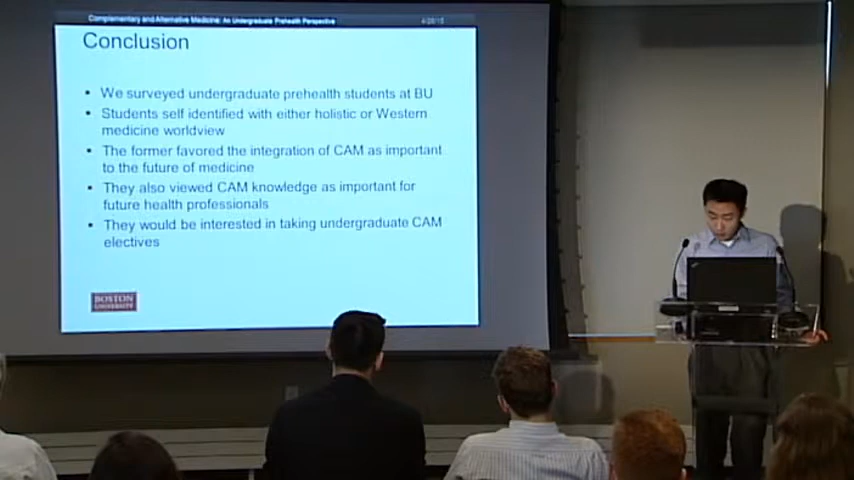 Complementary and Alternative Medicine: An Undergraduate Prehealth Perspective
4/28/15
Conclusion
• We surveyed undergraduate prehealth students at BU
• Students self identified with either holistic or Western
medicine worldview
• The former favored the integration of CAM as important
to the future of medicine
• They also viewed CAM knowledge as important for
future health professionals
• They would be interested in taking undergraduate CAM
electives
BOSTON
UNIVERSITY